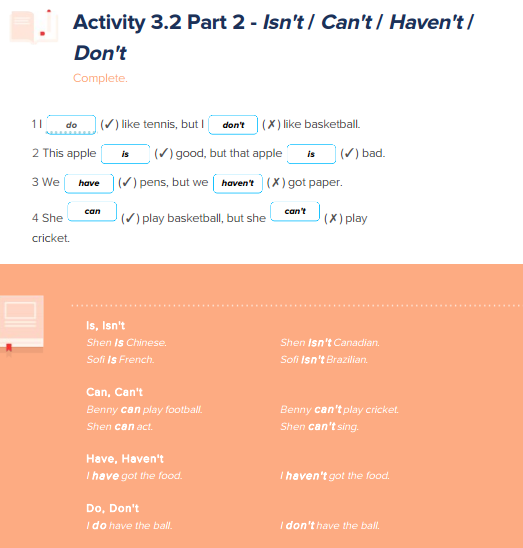 Activity 3.2 Part 2 - Isn't / Can't / Haven't /
Don't
Complete.
1 I do (✓) like tennis, but I don't (✗) like basketball.
2 This apple is (✓) good, but that apple is (✓) bad.
3 We have (✓) pens, but we haven't (✗) got paper.
4 She can (✓) play basketball, but she can't (✗) play
cricket.
Is, Isn't
Shen is Chinese. Shen isn't Canadian.
Sofi is French. Sofi isn't Brazilian.
Can, Can't
Benny can play football. Benny can't play cricket.
Shen can act. Shen can't sing.
Have, Haven't
I have got the food. I haven't got the food.
Do, Don't
I do have the ball. I don't have the ball.